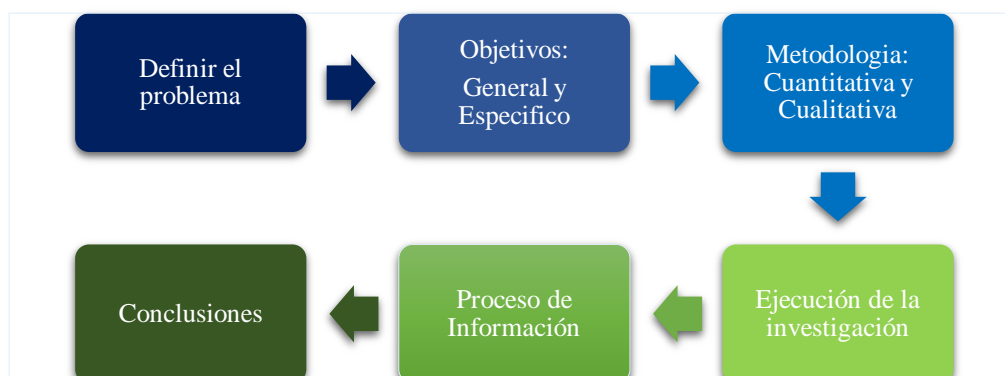 Definir el
problema
Objetivos:
General y
Especifico
Metodologia:
Cuantitativa y
Cualitativa
Ejecución de la
investigación
Proceso de
Información
Conclusiones